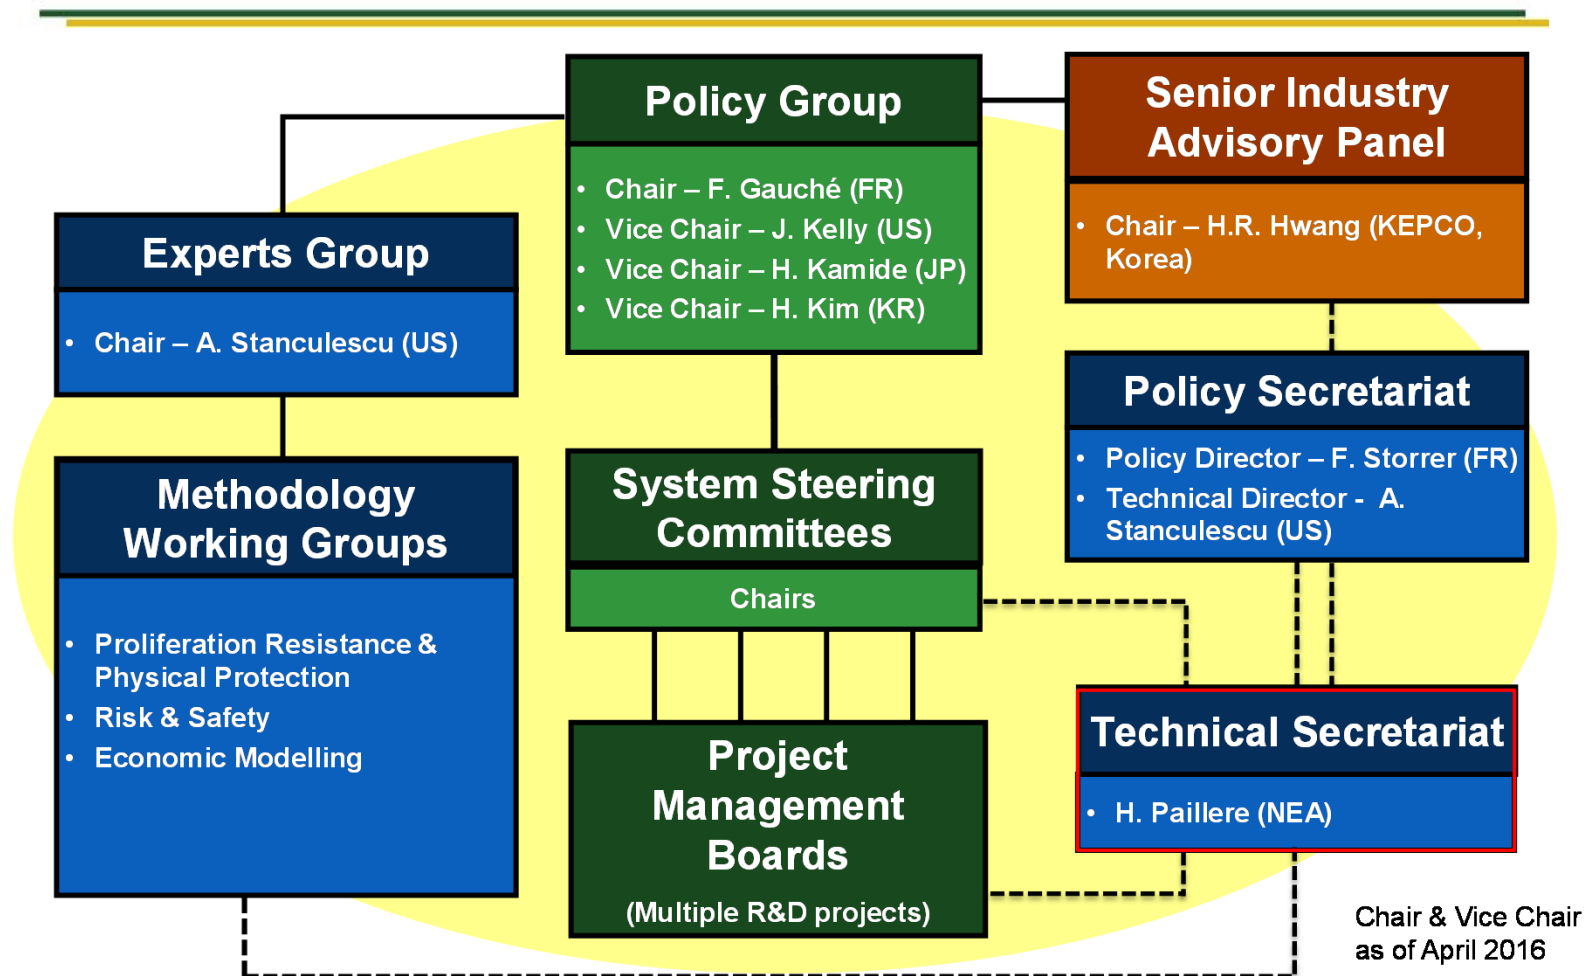 Policy Group
• Chair – F. Gauché (FR)
• Vice Chair – J. Kelly (US)
• Vice Chair – H. Kamide (JP)
• Vice Chair – H. Kim (KR)
Senior Industry
Advisory Panel
• Chair – H.R. Hwang (KEPCO,
Korea)
Experts Group
• Chair – A. Stanculescu (US)
Policy Secretariat
• Policy Director – F. Storrer (FR)
• Technical Director - A.
Stanculescu (US)
Methodology
Working Groups
• Proliferation Resistance &
Physical Protection
• Risk & Safety
• Economic Modelling
System Steering
Committees
Chairs
Project
Management
Boards
(Multiple R&D projects)
Technical Secretariat
• H. Paillere (NEA)
Chair & Vice Chair
as of April 2016